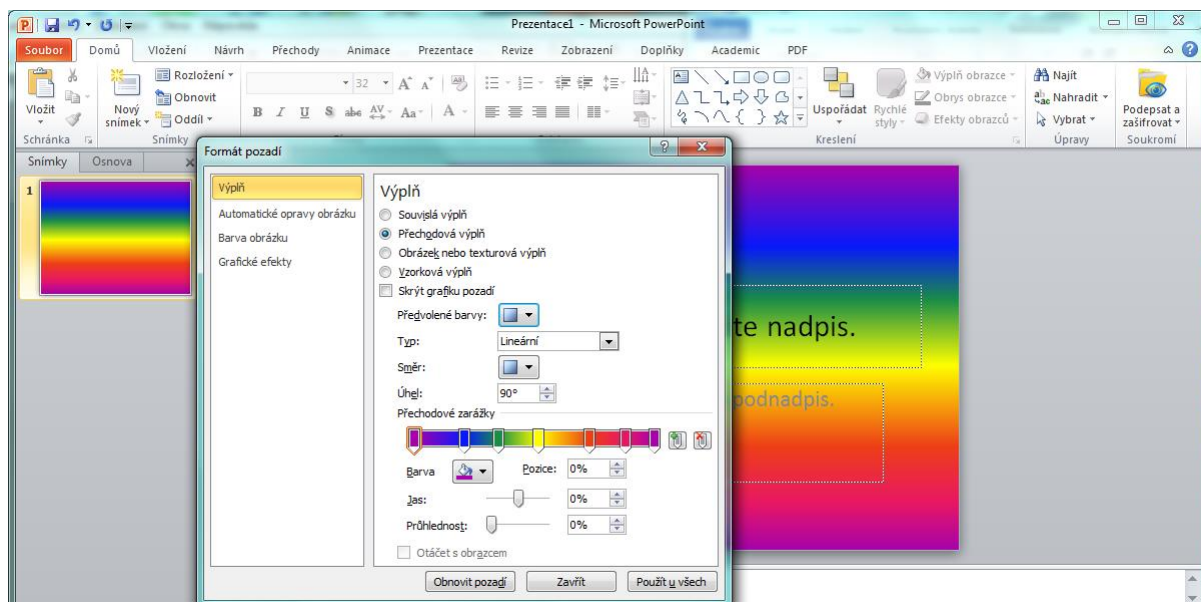 Prezentace1 - Microsoft PowerPoint
Soubor Domů Vložení Návrh Přechody Animace Prezentace Revize Zobrazení Doplňky Academic PDF
Vložit
Schránka
Nový snímek
Rozložení
Obnovit
Oddíl
Snímky
32
B I U S abc AV Aa A
Uspořádat
Rychlé styly
Výplň obrazce
Obrys obrazce
Efekty obrazců
Kreslení
Najít
Nahradit
Vybrat
Úpravy
Podepsat a zašifrovat
Soukromí
Snímky Osnova
1
Formát pozadí
Výplň
Automatické opravy obrázku
Barva obrázku
Grafické efekty
Výplň
Souvislá výplň
Přechodová výplň
Obrázek nebo texturová výplň
Vzorková výplň
Skrýt grafiku pozadí
Předvolené barvy:
Typ: Lineární
Směr:
Úhel: 90°
Přechodové zarážky
Barva Pozice: 0%
Jas: 0%
Průhlednost: 0%
Otáčet s obrazcem
Obnovit pozadí Zavřít Použít u všech
te nadpis.
podnadpis.